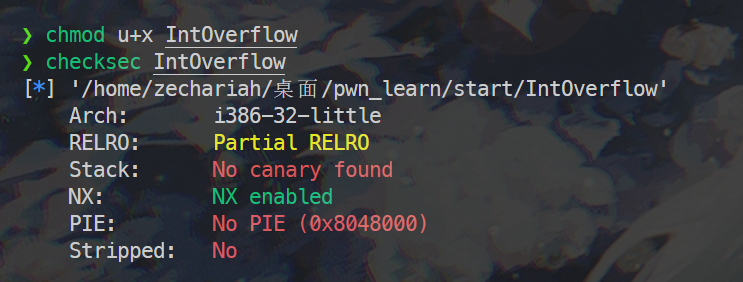 ❯ chmod u+x IntOverflow
❯ checksec IntOverflow
[*] '/home/zechariah/桌面/pwn_learn/start/IntOverflow'
    Arch:       i386-32-little
    RELRO:      Partial RELRO
    Stack:      No canary found
    NX:         NX enabled
    PIE:        No PIE (0x8048000)
    Stripped:   No